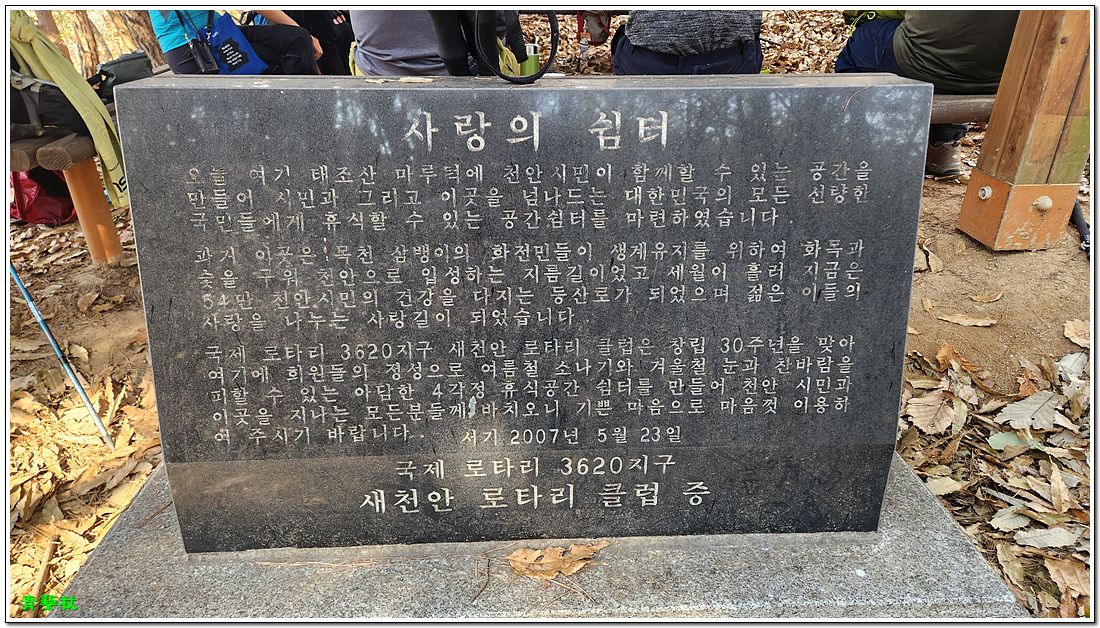 사랑의 쉼터
오늘 여기 태조산 마루턱에 천안시민이 함께할 수 있는 공간을
만들어 시민과 그리고 이곳을 넘나드는 대한민국의 모든 선량한
국민들에게 휴식할 수 있는 공간쉼터를 마련하였습니다.
과거 이곳은 목천 삼뱅이의 화전민들이 생계유지를 위하여 화목과
숯을 구워 천안으로 입성하는 지름길이었고 세월이 흘러 지금은
54만 천안시민의 건강을 다지는 등산로가 되었으며 젊은 이들의
사랑을 나누는 사랑길이 되었습니다.
국제 로타리 3620지구 새천안 로타리 클럽은 창립 30주년을 맞아
여기에 회원들의 정성으로 여름철 소나기와 겨울철 눈과 찬바람을
피할수 있는 아담한 4각정 휴식공간 쉼터를 만들어 천안 시민과
이곳을 지나는 모든분들께 바치오니 기쁜 마음으로 마음껏 이용하
여 주시기 바랍니다. 서기 2007년 5월 23일
국제 로타리 3620지구
새천안 로타리 클럽 증